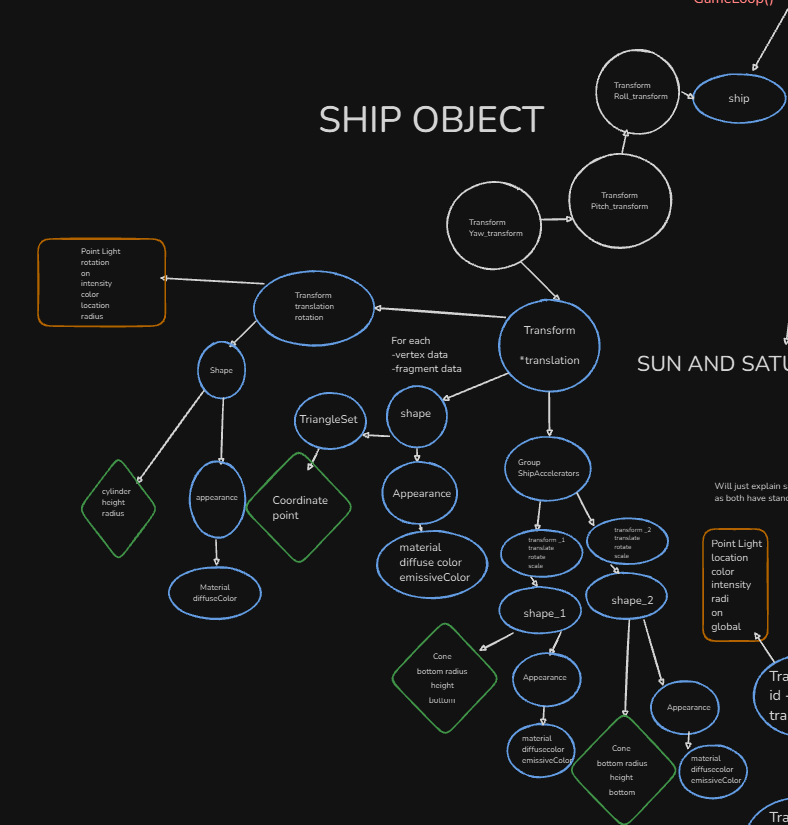 GameLoop()
Transform
Roll_transform
ship
SHIP OBJECT
Transform
Pitch_transform
Transform
Yaw_transform
Point Light
rotation
on
intensity
color
location
radius
Transform
translation
rotation
Transform
*translation
For each
-vertex data
-fragment data
SUN AND SATU
Shape
TriangleSet
shape
Group
ShipAccelerators
cylinder
height
radius
appearance
Coordinate
point
Appearance
Will just explain s
as both have stand
transform _1
translate
rotate
scale
transform _2
translate
rotate
scale
Point Light
location
color
intensity
radi
on
global
material
diffuse color
emissiveColor
Material
diffuseColor
shape_1
shape_2
Cone
bottom radius
height
bottom
Appearance
Appearance
Tra
id -
tra
material
diffusecolor
emissiveColor
Cone
bottom radius
height
bottom
material
diffusecolor
emissiveColor
Tra